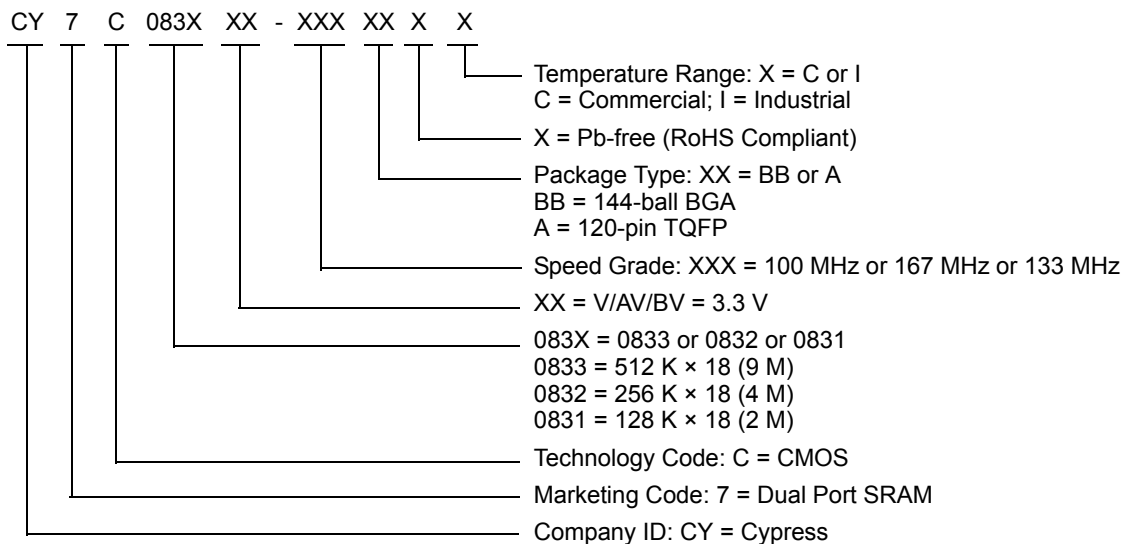 CY 7 C 083X XX - XXX XX X X
Temperature Range: X = C or I
C = Commercial; I = Industrial
X = Pb-free (RoHS Compliant)
Package Type: XX = BB or A
BB = 144-ball BGA
A = 120-pin TQFP
Speed Grade: XXX = 100 MHz or 167 MHz or 133 MHz
XX = V/AV/BV = 3.3 V
083X = 0833 or 0832 or 0831
0833 = 512 K × 18 (9 M)
0832 = 256 K × 18 (4 M)
0831 = 128 K × 18 (2 M)
Technology Code: C = CMOS
Marketing Code: 7 = Dual Port SRAM
Company ID: CY = Cypress